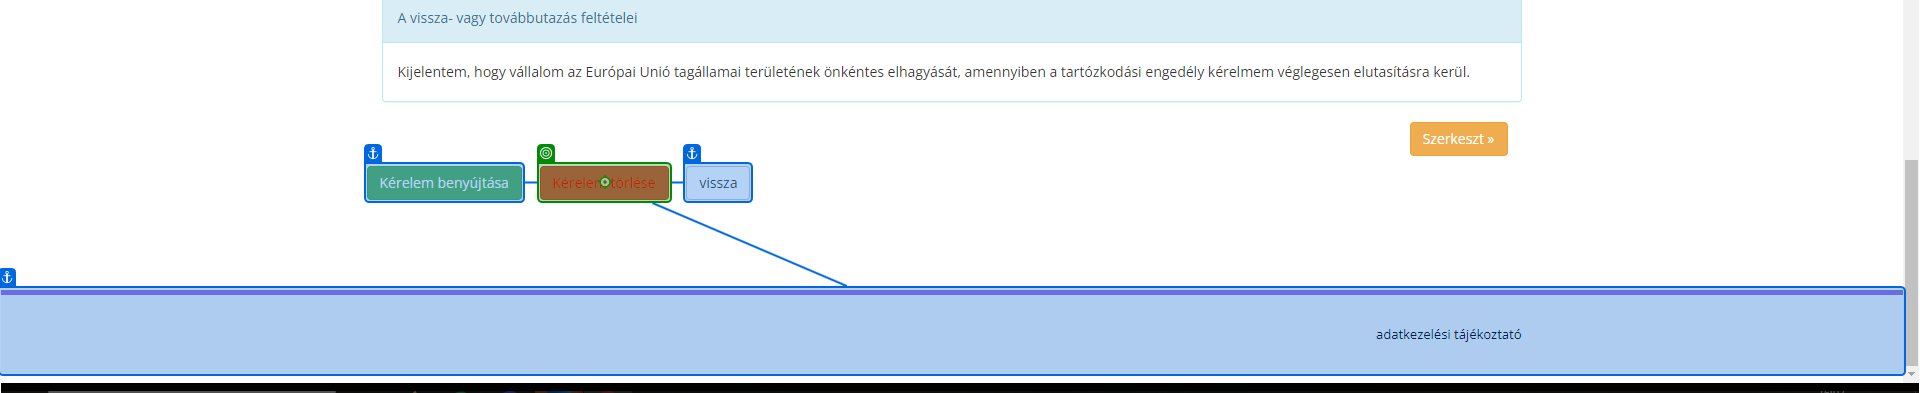 A vissza- vagy továbbutazás feltételei
Kijelentem, hogy vállalom az Európai Unió tagállamai területének önkéntes elhagyását, amennyiben a tartózkodási engedély kérelmem véglegesen elutasításra kerül.
Szerkeszt »
Kérelem benyújtása
Kérelem törlése
vissza
adatkezelési tájékoztató